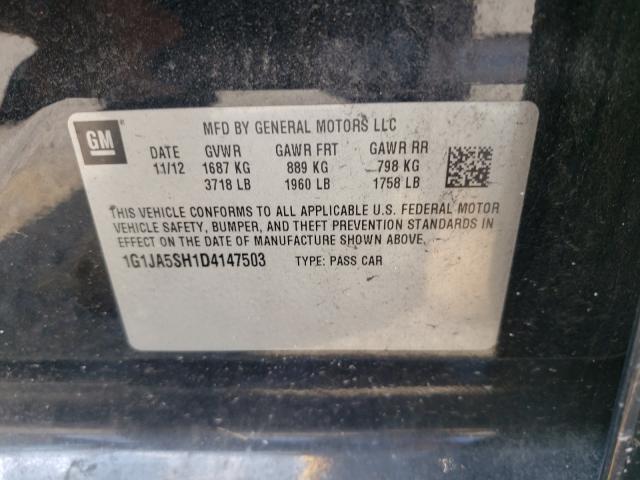 GM
MFD BY GENERAL MOTORS LLC
DATE GVWR GAWR FRT GAWR RR
11/12 1687 KG 889 KG 798 KG
3718 LB 1960 LB 1758 LB
THIS VEHICLE CONFORMS TO ALL APPLICABLE U.S. FEDERAL MOTOR
VEHICLE SAFETY, BUMPER, AND THEFT PREVENTION STANDARDS IN
EFFECT ON THE DATE OF MANUFACTURE SHOWN ABOVE.
1G1JA5SH1D4147503 TYPE: PASS CAR